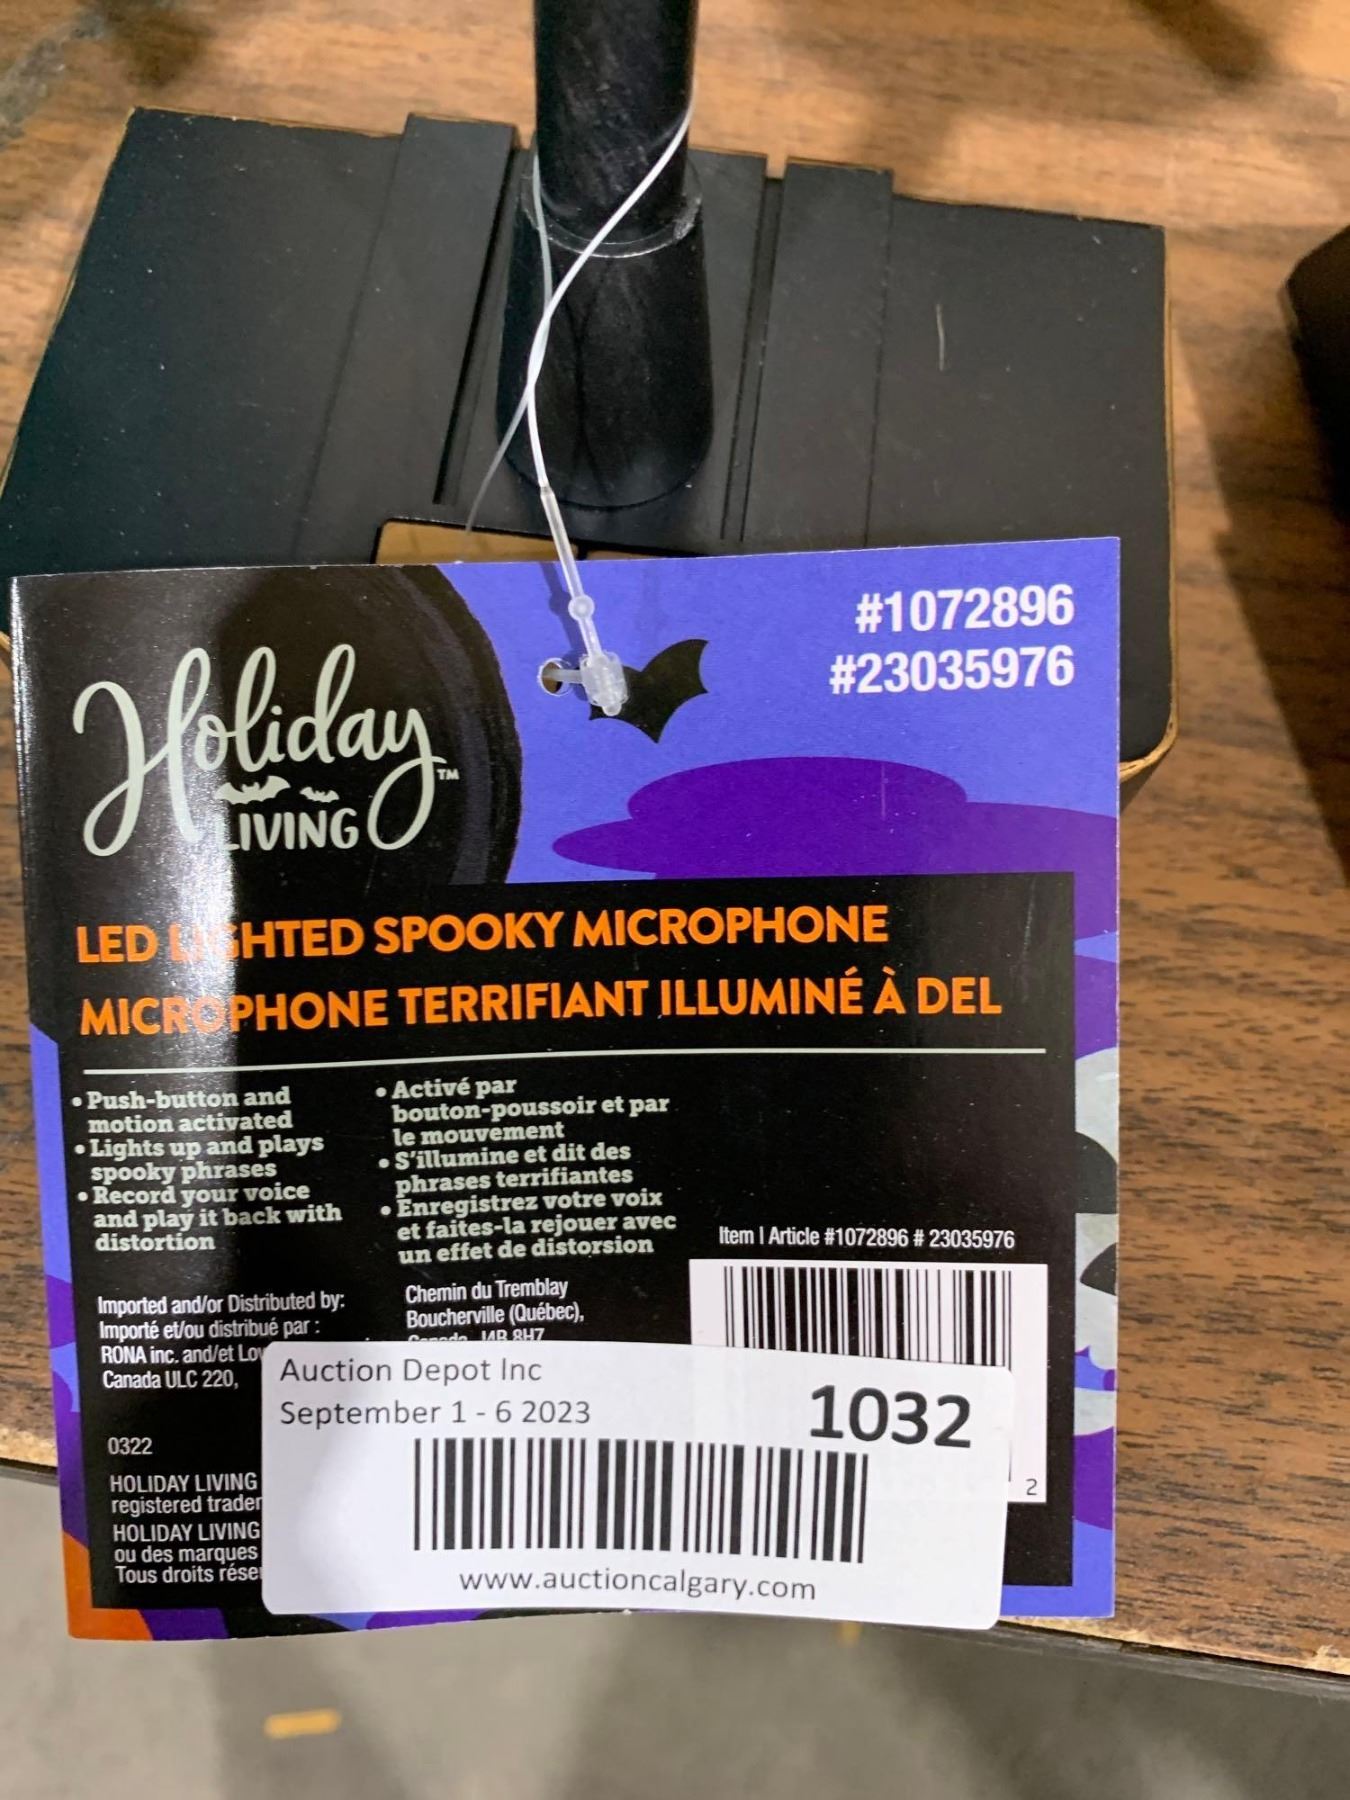 #1072896
#23035976
Holiday
LIVING™
LED LIGHTED SPOOKY MICROPHONE
MICROPHONE TERRIFIANT ILLUMINÉ À DEL
• Push-button and
motion activated
• Lights up and plays
spooky phrases
• Record your voice
and play it back with
distortion
• Activé par
bouton-poussoir et par
le mouvement
• S'illumine et dit des
phrases terrifiantes
• Enregistrez votre voix
et faites-la rejouer avec
un effet de distorsion
Item | Article #1072896 # 23035976
Imported and/or Distributed by:
Importé et/ou distribué par :
RONA inc. and/et
Canada ULC 220,
Chemin du Tremblay
Boucherville (Québec),
Canada J4B 8H7
0322
HOLIDAY LIVING
registered
HOLIDAY LIVING
ou des marques
Tous droits
2
Auction Depot Inc
September 1 - 6 2023
1032
www.auctioncalgary.com